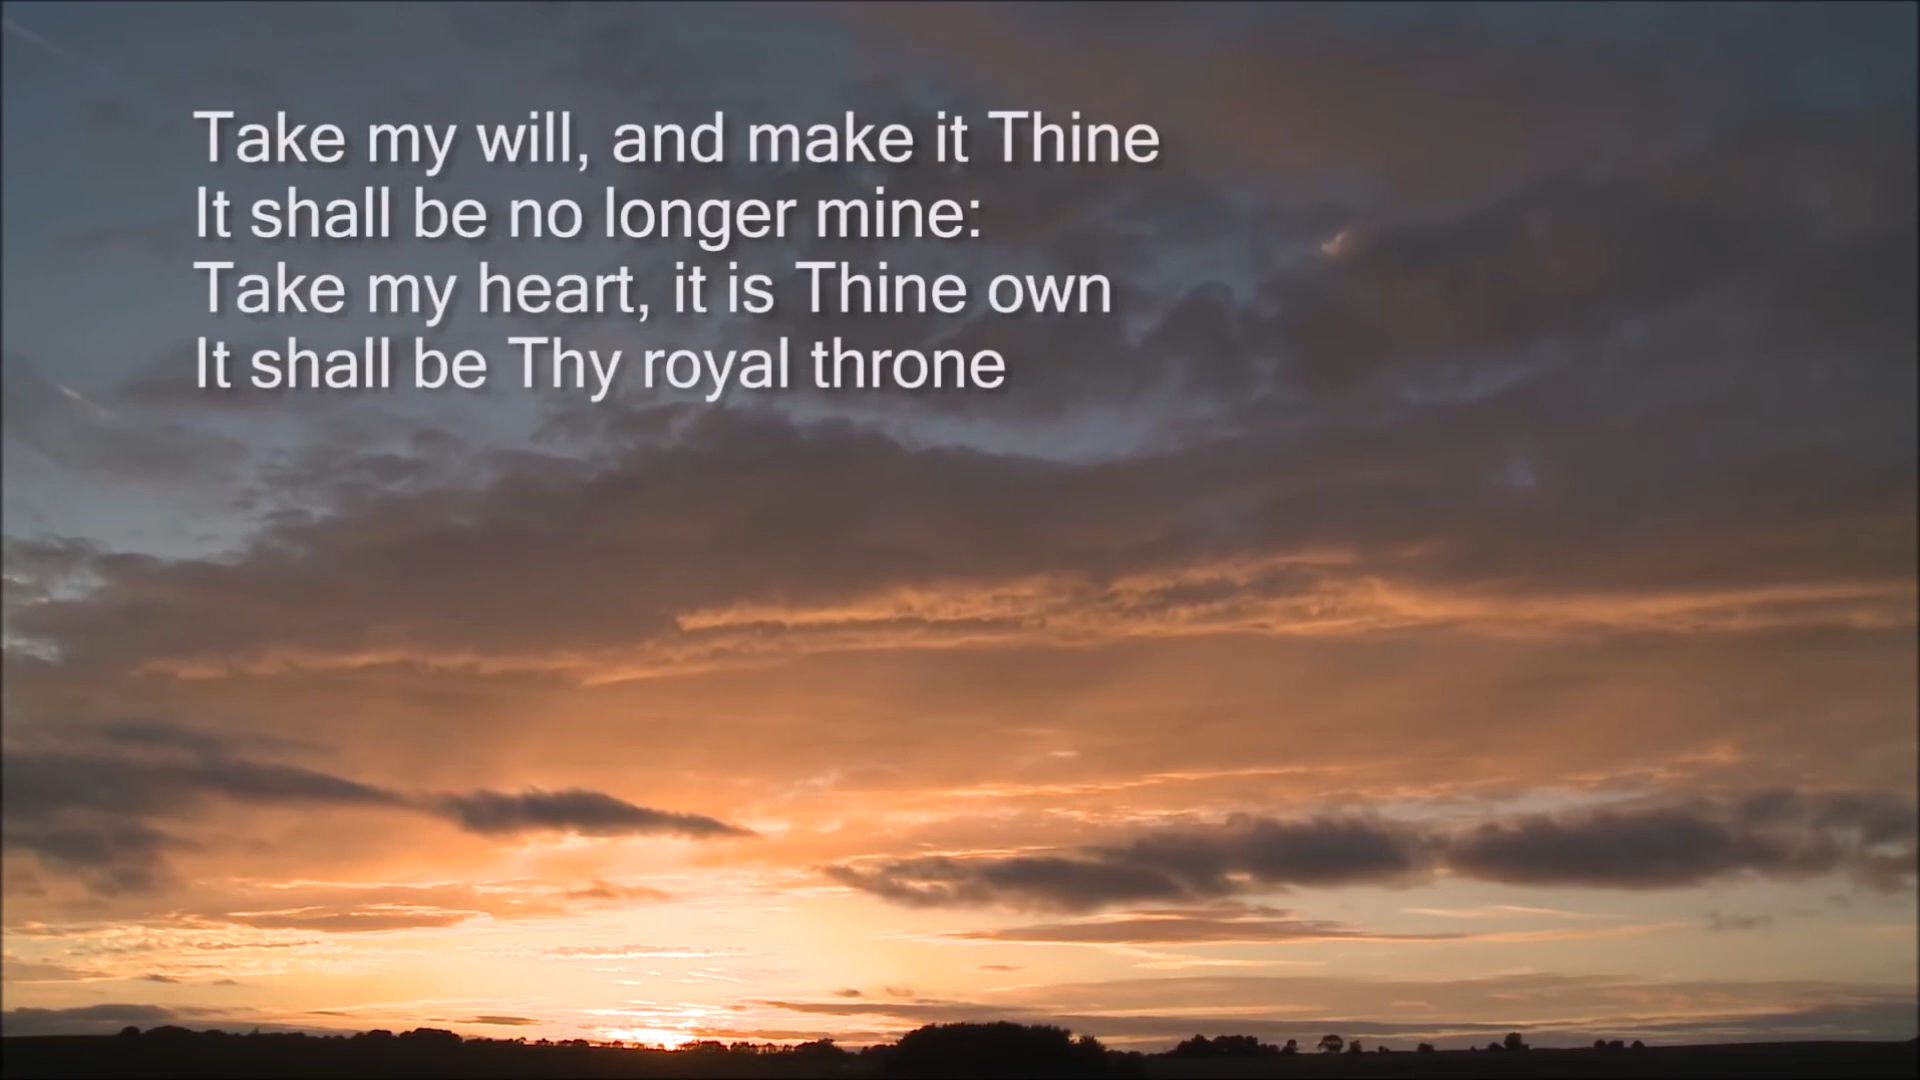 Take my will, and make it Thine
It shall be no longer mine:
Take my heart, it is Thine own
It shall be Thy royal throne